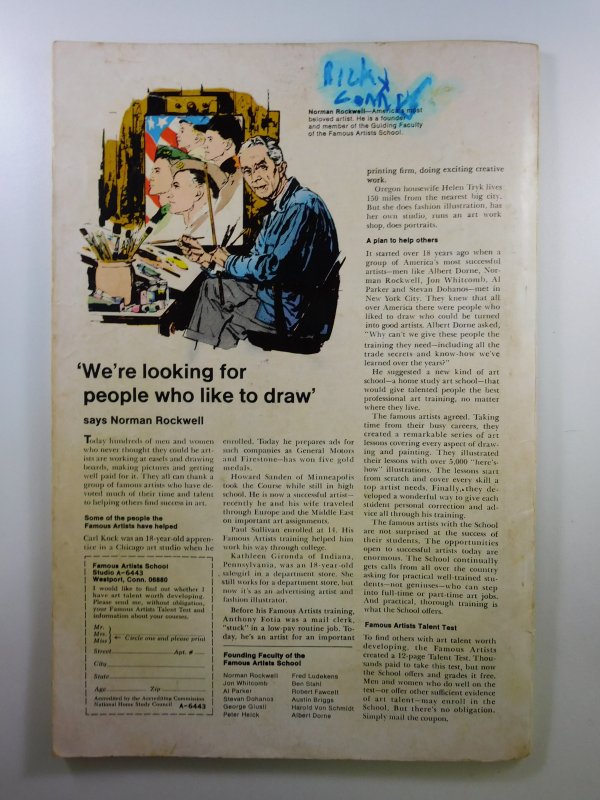 Ricky
Norman Rockwell—America's most
beloved artist. He is a founder
and member of the Guiding Faculty
of the Famous Artists School.
'We're looking for
people who like to draw'
says Norman Rockwell
Today hundreds of men and women
who never thought they could be art-
ists are working at easels and drawing
boards, making pictures and getting
well paid for it. They all can thank a
group of famous artists who have de-
voted much of their time and talent
to helping others find success in art.
Some of the people the
Famous Artists have helped
Carl Kock was an 18-year-old appren-
tice in a Chicago art studio when he
Famous Artists School
Studio A-6443
Westport, Conn. 06880
I would like to find out whether I
have art talent worth developing.
Please send me, without obligation,
your Famous Artists Talent Test and
information about your courses.
Mr.
Mrs.
Miss
← Circle one and please print
Street Apt. #
City
State
Age Zip
Accredited by the Accrediting Commission
National Home Study Council A-6443
enrolled. Today he prepares ads for
such companies as General Motors
and Firestone—has won five gold
medals.
Howard Sanden of Minneapolis
took the Course while still in high
school. He is now a successful artist—
recently he and his wife traveled
through Europe and the Middle East
on important assignments.
Paul Sullivan enrolled at 14. His
Famous Artists training helped him
work his way through college.
Kathleen Gironda of Indiana,
Pennsylvania, was an 18-year-old
salesgirl in a department store. She
still works for a department store, but
now it's as an advertising artist and
fashion illustrator.
Before his Famous Artists training,
Anthony Fotia was a mail clerk,
"stuck" in a low-pay routine job. To-
day, he's an artist for an important
Founding Faculty of the
Famous Artists School
Norman Rockwell
Jon Whitcomb
Al Parker
Stevan Dohanos
George Giusti
Peter Helck
Fred Ludekens
Ben Stahl
Robert Fawcett
Austin Briggs
Harold Von Schmidt
Albert Dorne
printing firm, doing exciting creative
work.
Oregon housewife Helen Tryk lives
150 miles from the nearest big city.
But she does fashion illustration, has
her own studio, runs an art work
shop, does portraits.
A plan to help others
It started over 18 years ago when a
group of America's most successful
artists—men like Albert Dorne, Nor-
man Rockwell, Jon Whitcomb, Al
Parker and Stevan Dohanos—met in
New York City. They knew that all
over America there were people who
liked to draw who could be turned
into good artists. Albert Dorne asked,
"Why can't we give these people the
training they need—including all the
trade secrets and know-how we've
learned over the years?"
He suggested a new kind of art
school—a home study art school—that
would give talented people the best
professional art training, no matter
where they live.
The famous artists agreed. Taking
time from their busy careers, they
created a remarkable series of art
lessons covering every aspect of draw-
ing and painting. They illustrated
their lessons with over 5,000 "here's-
how" illustrations. The lessons start
from scratch and cover every skill a
top artist needs. Finally, they de-
veloped a wonderful way to give each
student personal correction and ad-
vice all through his training.
The famous artists with the School
are not surprised at the success of
their students. The opportunities
open to successful artists today are
enormous. The School continually
gets calls from all over the country
asking for practical well-trained stu-
dents—not geniuses—who can step
into full-time or part-time art jobs.
And practical, thorough training is
what the School offers.
Famous Artists Talent Test
To find others with art talent worth
developing, the Famous Artists
created a 12-page Talent Test. Thou-
sands paid to take this test, but now
the School offers and grades it free.
Men and women who do well on the
test—or offer other sufficient evidence
of art talent—may enroll in the
School. But there's no obligation.
Simply mail the coupon.